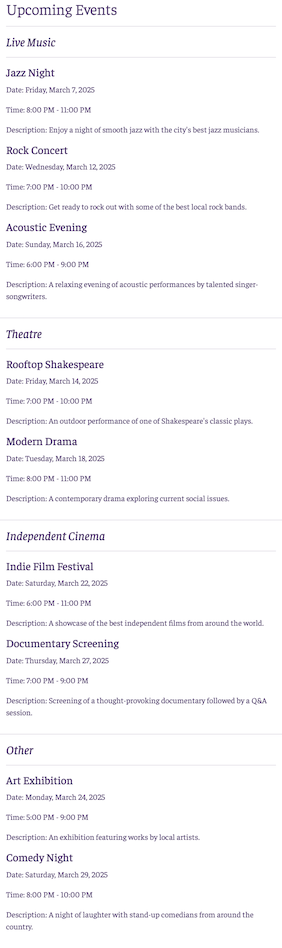 Upcoming Events
Live Music
Jazz Night
Date: Friday, March 7, 2025
Time: 8:00 PM - 11:00 PM
Description: Enjoy a night of smooth jazz with the city's best jazz musicians.
Rock Concert
Date: Wednesday, March 12, 2025
Time: 7:00 PM - 10:00 PM
Description: Get ready to rock out with some of the best local rock bands.
Acoustic Evening
Date: Sunday, March 16, 2025
Time: 6:00 PM - 9:00 PM
Description: A relaxing evening of acoustic performances by talented singer-
songwriters.
Theatre
Rooftop Shakespeare
Date: Friday, March 14, 2025
Time: 7:00 PM - 10:00 PM
Description: An outdoor performance of one of Shakespeare's classic plays.
Modern Drama
Date: Tuesday, March 18, 2025
Time: 8:00 PM - 11:00 PM
Description: A contemporary drama exploring current social issues.
Independent Cinema
Indie Film Festival
Date: Saturday, March 22, 2025
Time: 6:00 PM - 11:00 PM
Description: A showcase of the best independent films from around the world.
Documentary Screening
Date: Thursday, March 27, 2025
Time: 7:00 PM - 9:00 PM
Description: Screening of a thought-provoking documentary followed by a Q&A
session.
Other
Art Exhibition
Date: Monday, March 24, 2025
Time: 5:00 PM - 9:00 PM
Description: An exhibition featuring works by local artists.
Comedy Night
Date: Saturday, March 29, 2025
Time: 8:00 PM - 10:00 PM
Description: A night of laughter with stand-up comedians from around the
country.